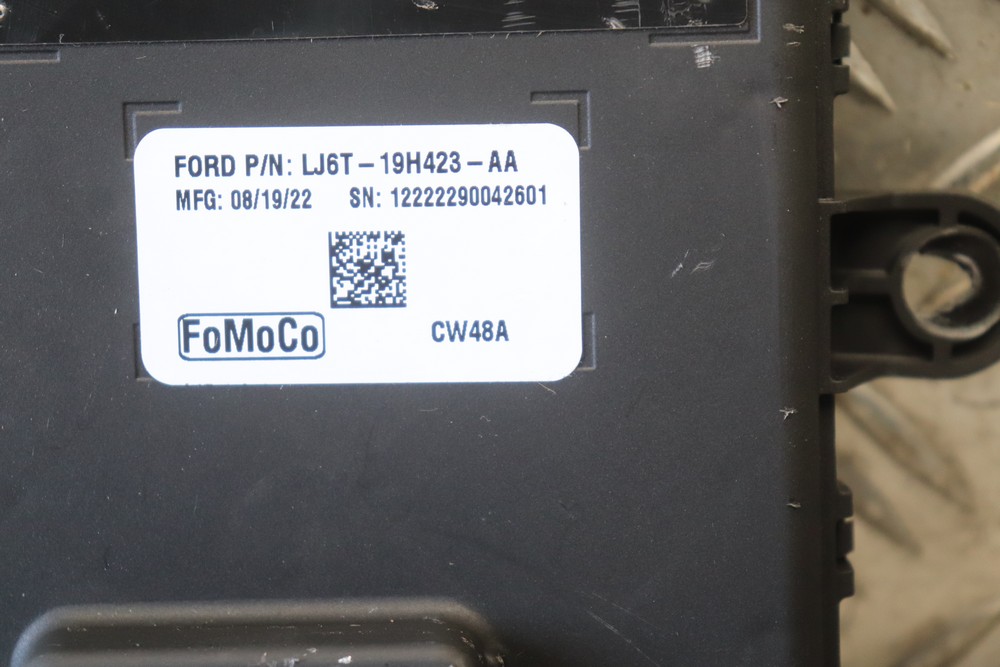 FORD P/N: LJ6T – 19H423 – AA
MFG: 08/19/22 SN: 12222290042601
FoMoCo
CW48A